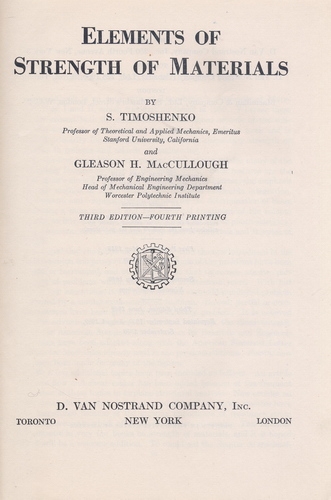 ELEMENTS OF
STRENGTH OF MATERIALS
BY
S. TIMOSHENKO
Professor of Theoretical and Applied Mechanics, Emeritus
Stanford University, California
and
GLEASON H. MACCULLOUGH
Professor of Engineering Mechanics
Head of Mechanical Engineering Department
Worcester Polytechnic Institute
THIRD EDITION—FOURTH PRINTING
D. VAN NOSTRAND COMPANY, INC.
TORONTO NEW YORK LONDON